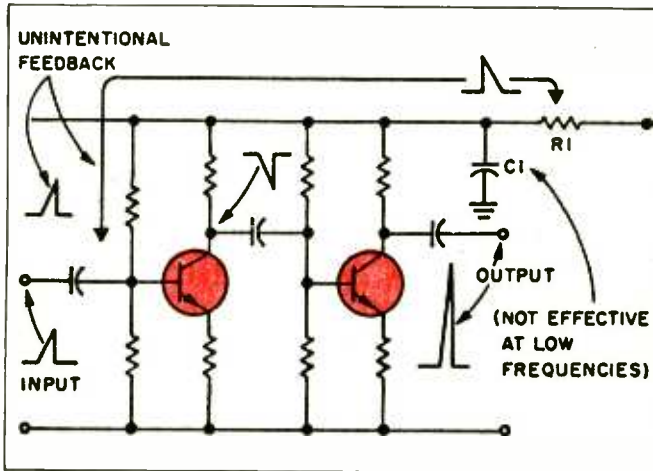 UNINTENTIONAL
FEEDBACK
R1
C1
OUTPUT
(NOT EFFECTIVE
AT LOW
FREQUENCIES)
INPUT